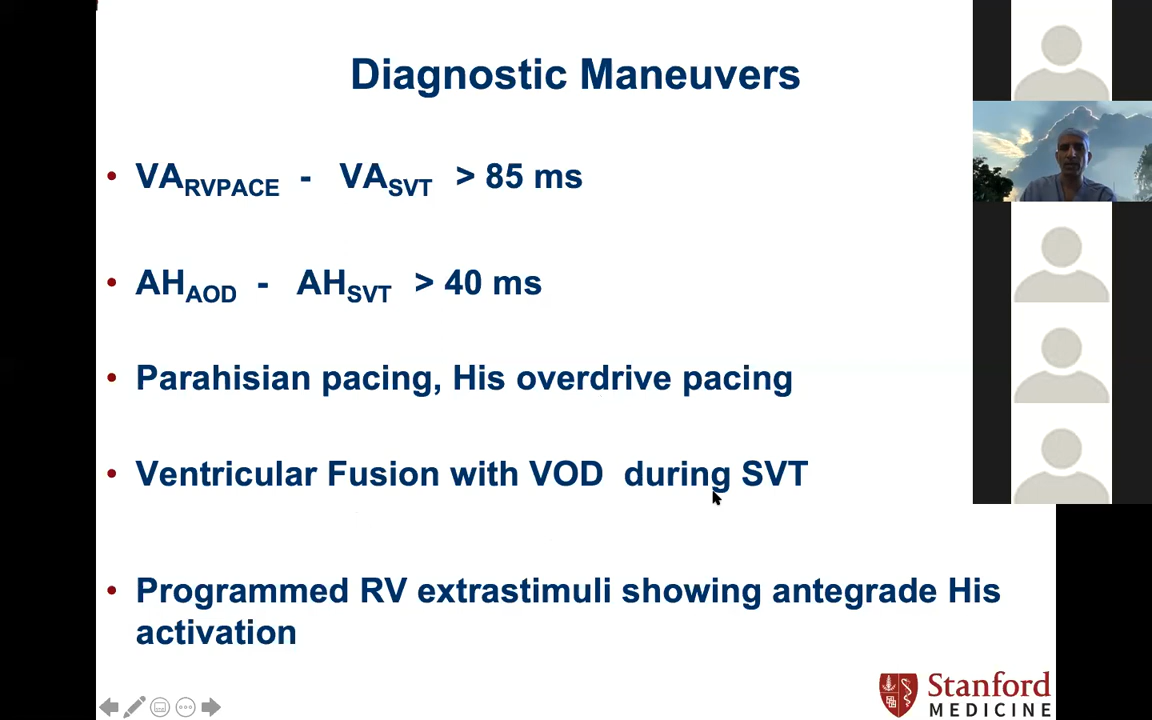 Diagnostic Maneuvers
• VARVPACE - VASVT > 85 ms
• AHAOD - AHSVT > 40 ms
• Parahisian pacing, His overdrive pacing
• Ventricular Fusion with VOD during SVT
• Programmed RV extrastimuli showing antegrade His
activation
Stanford
MEDICINE